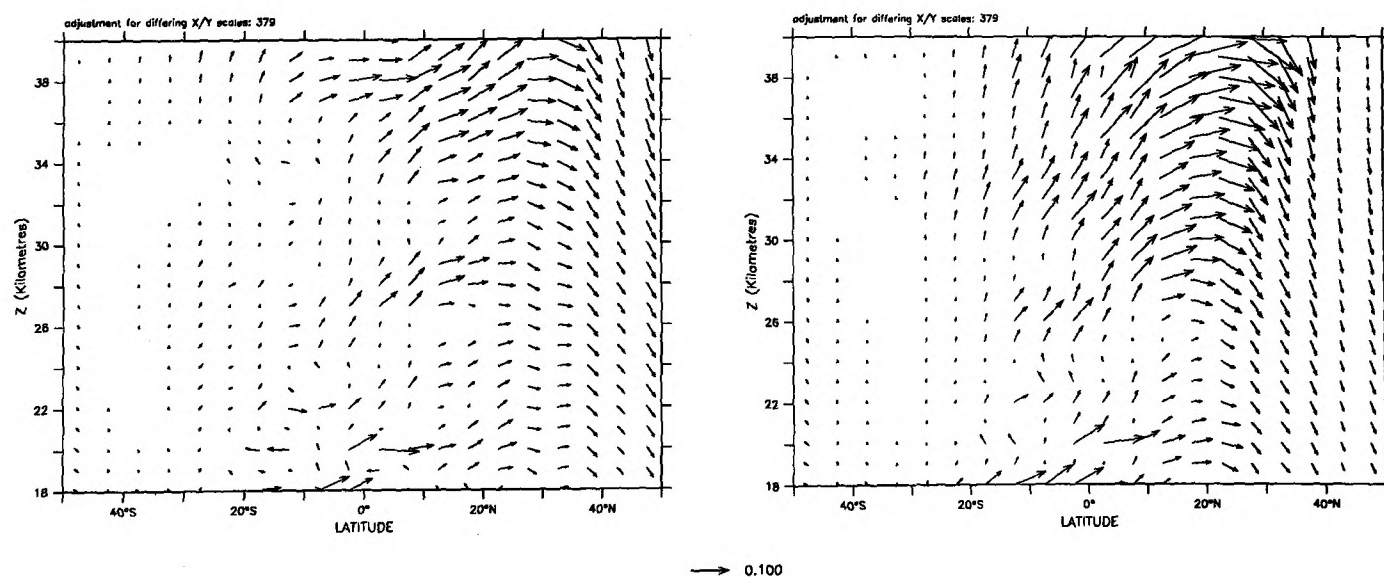 adjustment for differing X/Y scales: 379
38
34
30
26
22
18
Z (Kilometres)
40°S
20°S
0°
20°N
40°N
LATITUDE
adjustment for differing X/Y scales: 379
38
34
30
26
22
18
Z (Kilometres)
40°S
20°S
0°
20°N
40°N
LATITUDE
0.100